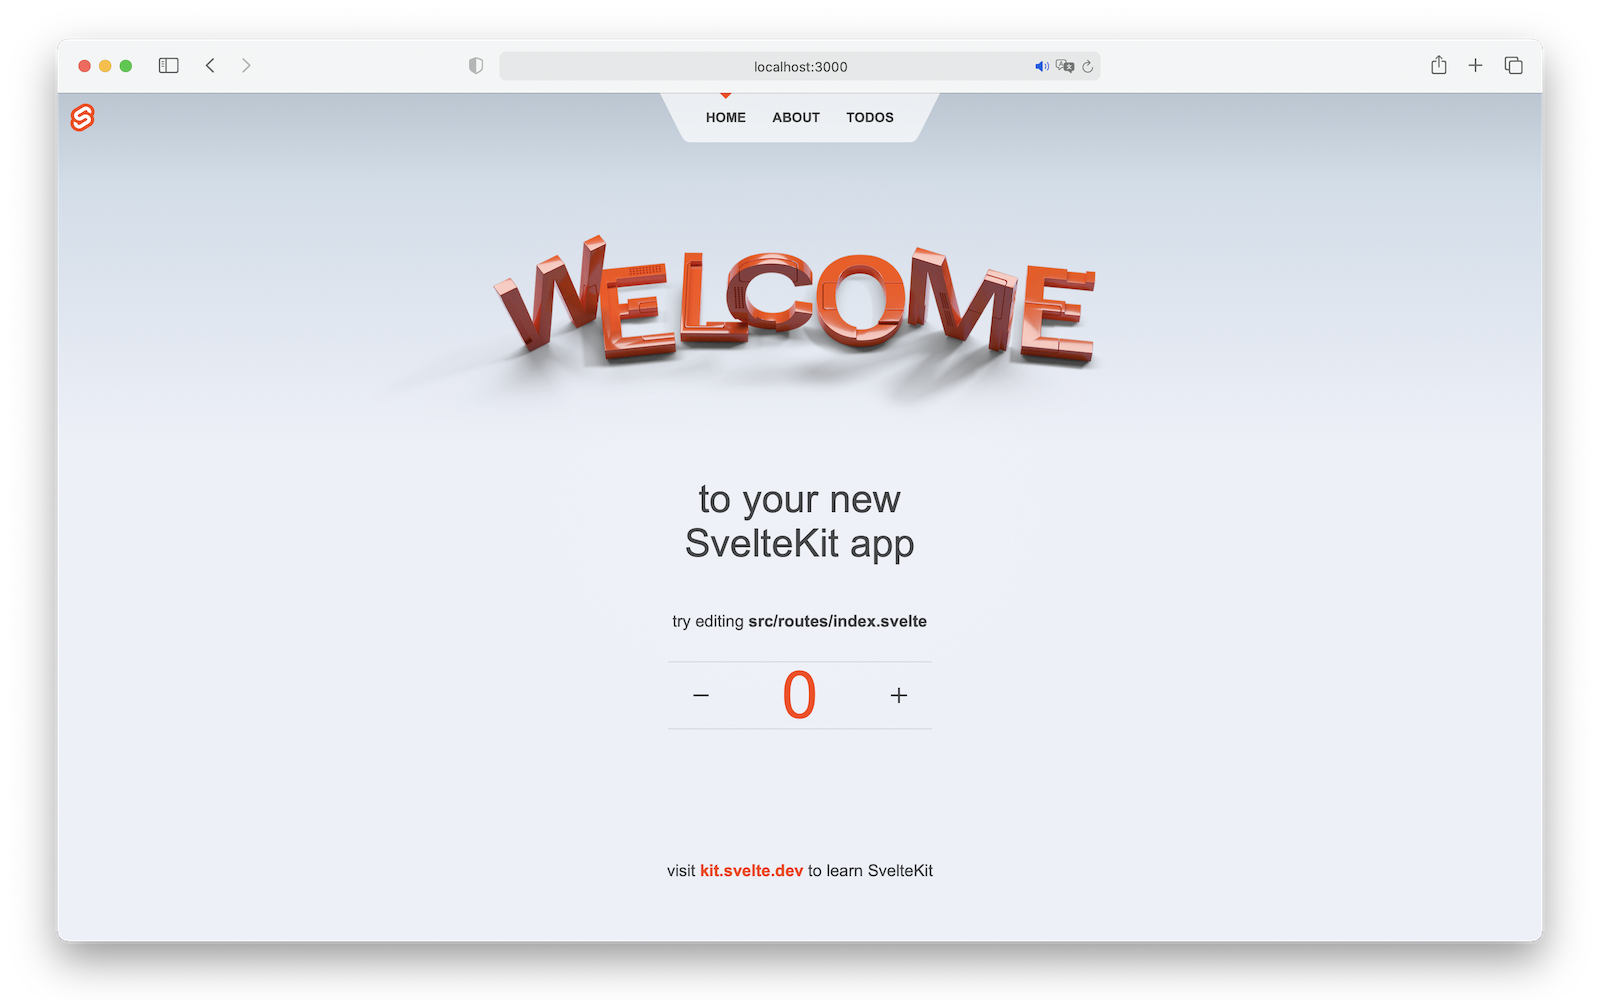 localhost:3000
HOME ABOUT TODOS
WELCOME
to your new
SvelteKit app
try editing src/routes/index.svelte
− 0 +
visit kit.svelte.dev to learn SvelteKit